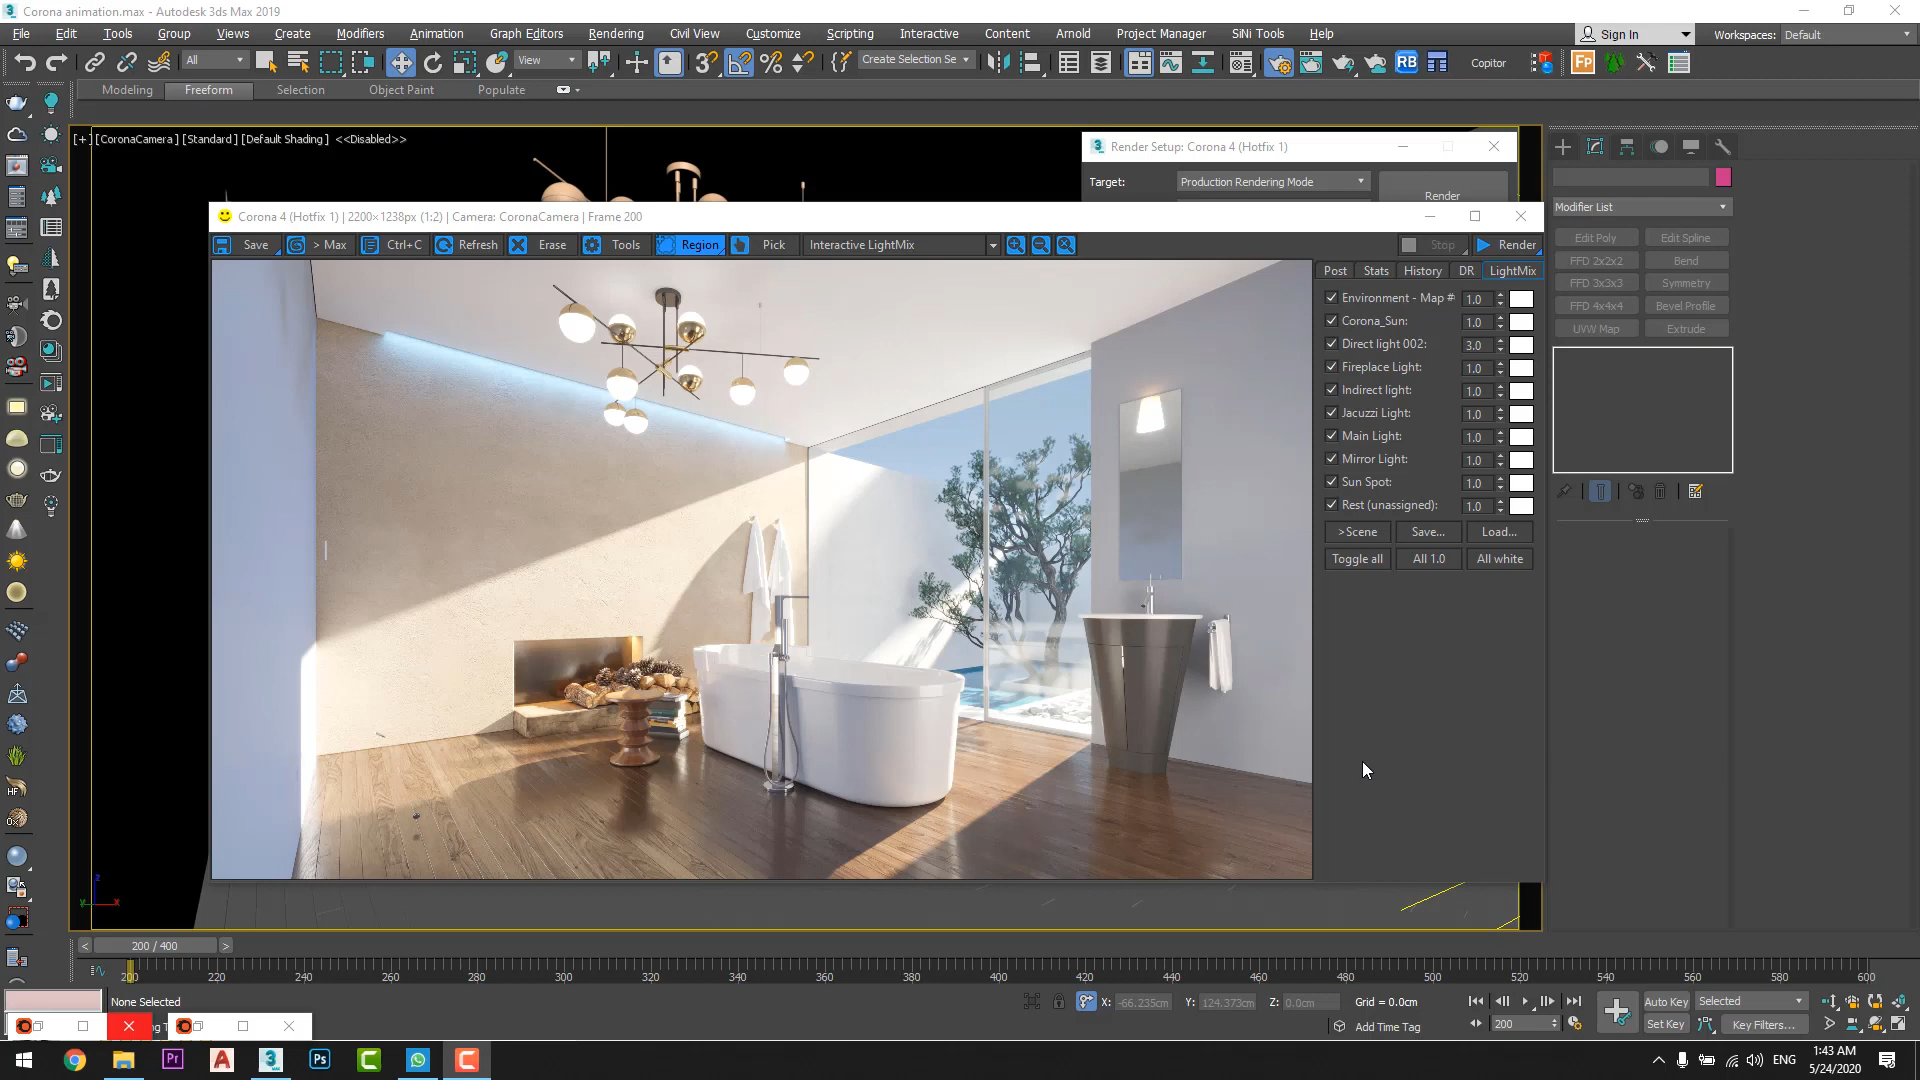 Corona animation.max - Autodesk 3ds Max 2019
File Edit Tools Group Views Create Modifiers Animation Graph Editors Rendering Civil View Customize Scripting Interactive Content Arnold Project Manager SiNi Tools Help Sign In Workspaces: Default
All View Create Selection Se RB Copitor Fp
Modeling Freeform Selection Object Paint Populate
[+] [CoronaCamera] [Standard] [Default Shading] <<Disabled>>
Render Setup: Corona 4 (Hotfix 1)
Target: Production Rendering Mode Render
Modifier List
Corona 4 (Hotfix 1) | 2200×1238px (1:2) | Camera: CoronaCamera | Frame 200
Save > Max Ctrl+C Refresh Erase Tools Region Pick Interactive LightMix Stop Render
Post Stats History DR LightMix
Environment - Map # 1.0
Corona_Sun: 1.0
Direct light 002: 3.0
Fireplace Light: 1.0
Indirect light: 1.0
Jacuzzi Light: 1.0
Main Light: 1.0
Mirror Light: 1.0
Sun Spot: 1.0
Rest (unassigned): 1.0
>Scene Save... Load...
Toggle all All 1.0 All white
Edit Poly Edit Spline
FFD 2x2x2 Bend
FFD 3x3x3 Symmetry
FFD 4x4x4 Bevel Profile
UVW Map Extrude
HF
z
y x
< 200 / 400 >
200 220 240 260 280 300 320 340 360 380 400 420 440 460 480 500 520 540 560 580 600
None Selected X: -66.235cm Y: 124.373cm Z: 0.0cm Grid = 0.0cm Auto Key Selected
Add Time Tag 200 Set Key Key Filters...
Pr A 3 MAX Ps C C ENG 1:43 AM
5/24/2020